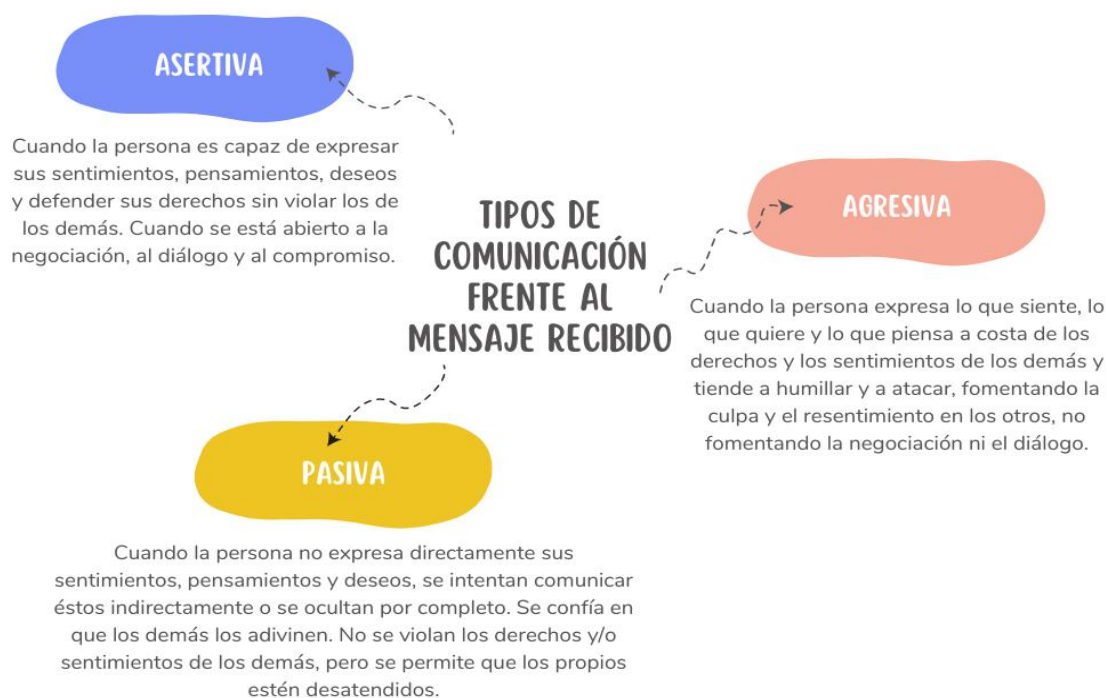 ASERTIVA
Cuando la persona es capaz de expresar
sus sentimientos, pensamientos, deseos
y defender sus derechos sin violar los de
los demás. Cuando se está abierto a la
negociación, al diálogo y al compromiso.
TIPOS DE
COMUNICACIÓN
FRENTE AL
MENSAJE RECIBIDO
AGRESIVA
Cuando la persona expresa lo que siente, lo
que quiere y lo que piensa a costa de los
derechos y los sentimientos de los demás y
tiende a humillar y a atacar, fomentando la
culpa y el resentimiento en los otros, no
fomentando la negociación ni el diálogo.
PASIVA
Cuando la persona no expresa directamente sus
sentimientos, pensamientos y deseos, se intentan comunicar
éstos indirectamente o se ocultan por completo. Se confía en
que los demás los adivinen. No se violan los derechos y/o
sentimientos de los demás, pero se permite que los propios
estén desatendidos.